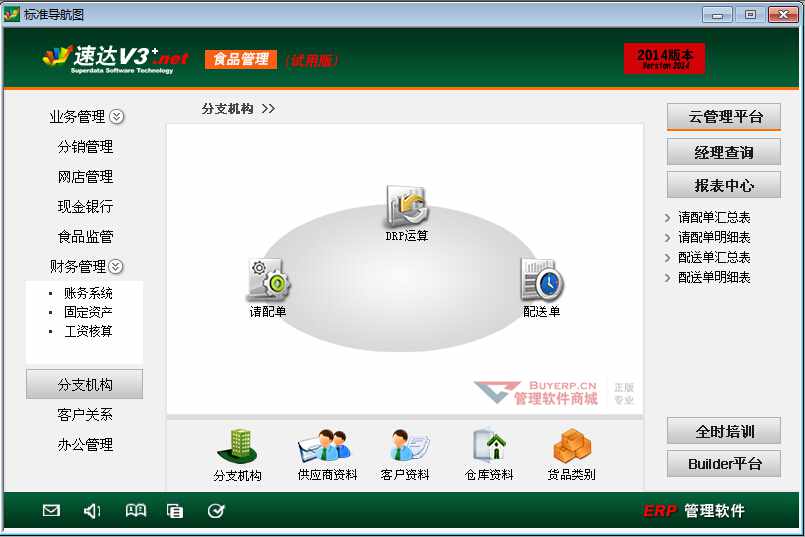 标准导航图
速达V3+.net
Superdata Software Technology
食品管理
(试用版)
2014版本
Version 2014
业务管理
分销管理
网店管理
现金银行
食品监管
财务管理
账务系统
固定资产
工资核算
分支机构
客户关系
办公管理
分支机构 >>
DRP运算
请配单
配送单
BUYERP.CN
管理软件商城
正版
专业
分支机构
供应商资料
客户资料
仓库资料
货品类别
云管理平台
经理查询
报表中心
请配单汇总表
请配单明细表
配送单汇总表
配送单明细表
全时培训
Builder平台
ERP 管理软件